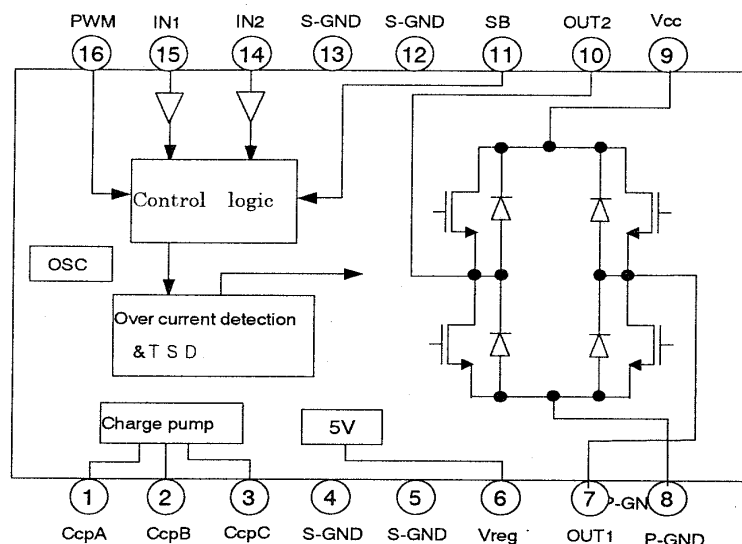 PWM IN1 IN2 S-GND S-GND SB OUT2 Vcc
16 15 14 13 12 11 10 9
Control logic
OSC
Over current detection
&TSD
Charge pump
5V
1 2 3 4 5 6 7 8
P-GN
CcpA CcpB CcpC S-GND S-GND Vreg OUT1 P-GND